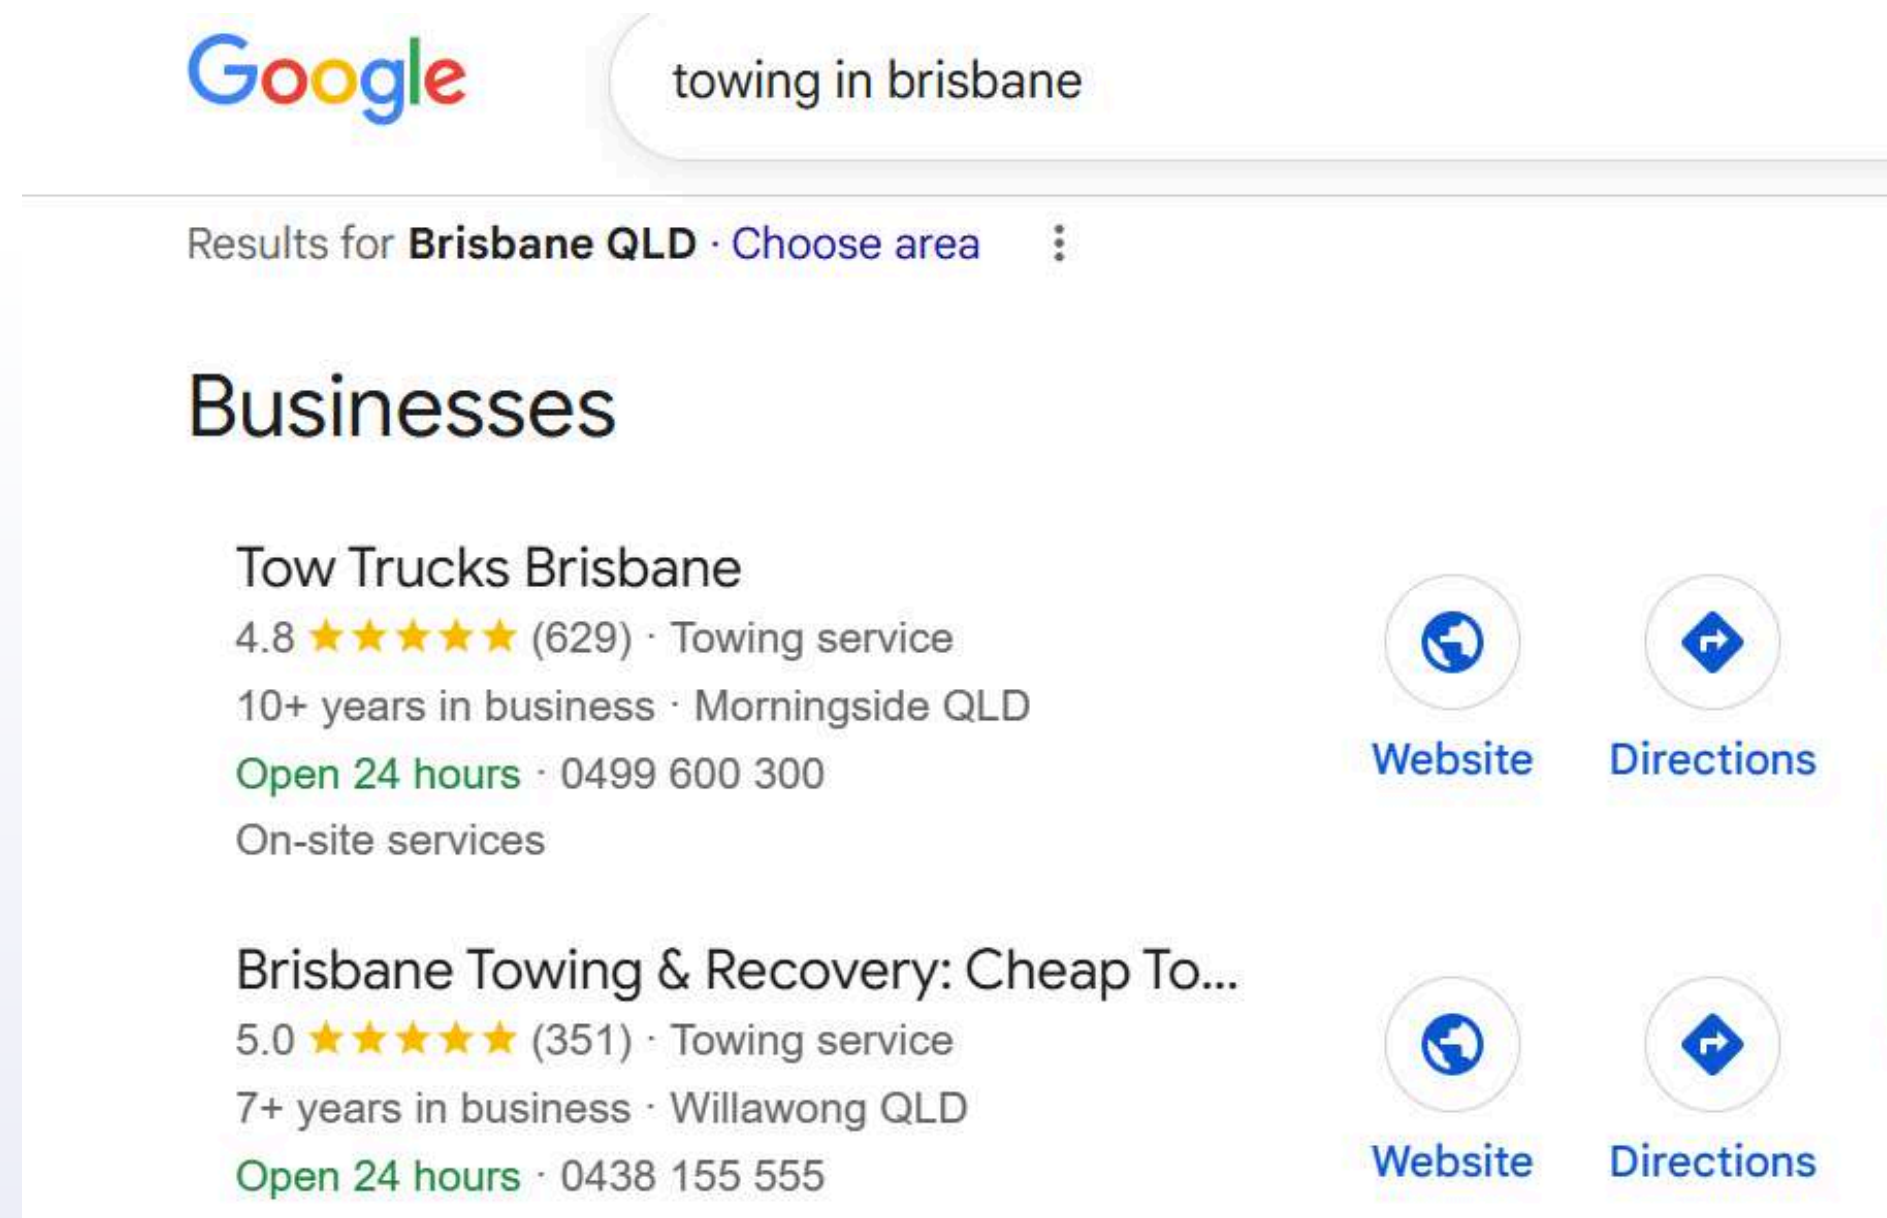 Google
towing in brisbane
Results for Brisbane QLD · Choose area
Businesses
Tow Trucks Brisbane
4.8 (629) · Towing service
10+ years in business · Morningside QLD
Open 24 hours · 0499 600 300
On-site services
Website
Directions
Brisbane Towing & Recovery: Cheap To...
5.0 (351) · Towing service
7+ years in business · Willawong QLD
Open 24 hours · 0438 155 555
Website
Directions